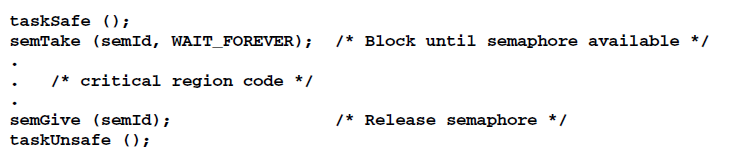 taskSafe ();
semTake (semId, WAIT_FOREVER);  /* Block until semaphore available */
.
.   /* critical region code */
.
semGive (semId);                /* Release semaphore */
taskUnsafe ();